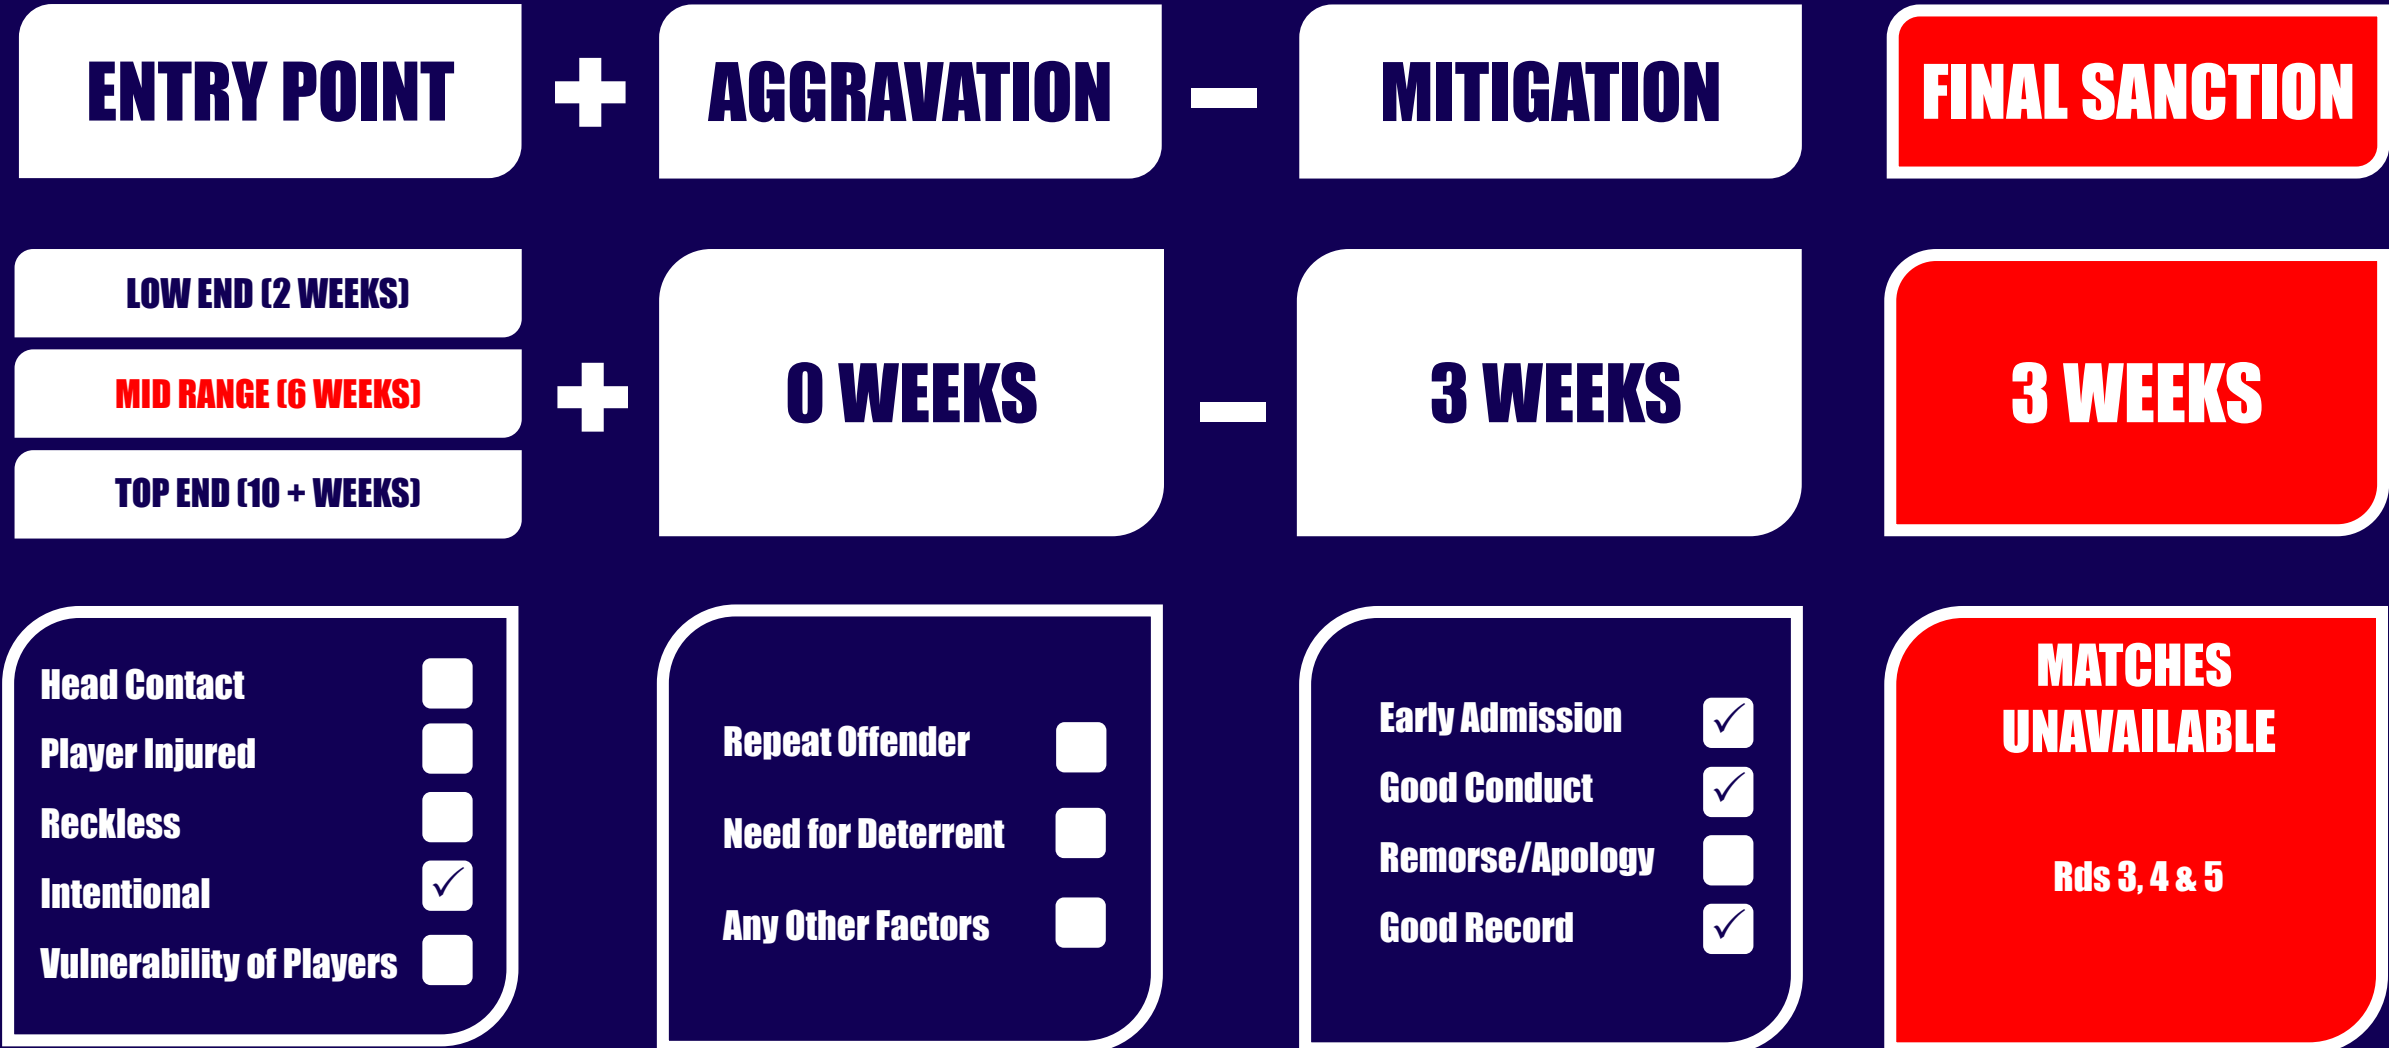 ENTRY POINT + AGGRAVATION – MITIGATION FINAL SANCTION
LOW END (2 WEEKS)
MID RANGE (6 WEEKS)
TOP END (10 + WEEKS)
+
0 WEEKS
–
3 WEEKS
3 WEEKS
Head Contact
Player Injured
Reckless
Intentional ✓
Vulnerability of Players
Repeat Offender
Need for Deterrent
Any Other Factors
Early Admission ✓
Good Conduct ✓
Remorse/Apology
Good Record ✓
MATCHES
UNAVAILABLE
Rds 3, 4 & 5